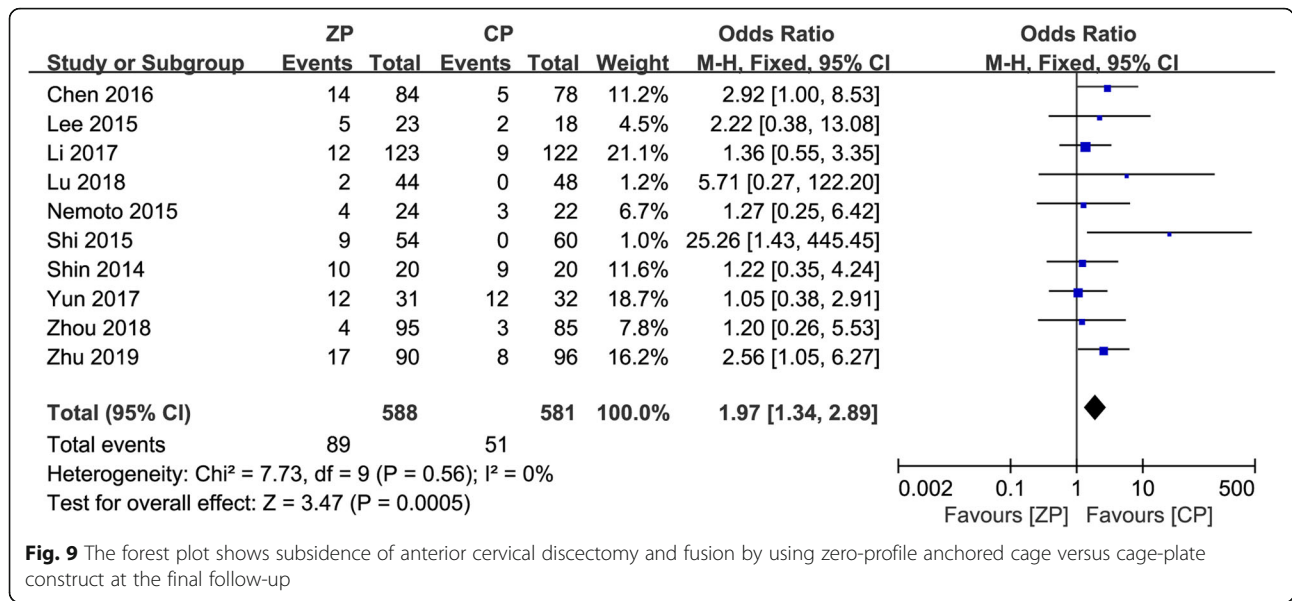 ZP CP Odds Ratio Odds Ratio
Study or Subgroup Events Total Events Total Weight M-H, Fixed, 95% CI M-H, Fixed, 95% CI
Chen 2016 14 84 5 78 11.2% 2.92 [1.00, 8.53]
Lee 2015 5 23 2 18 4.5% 2.22 [0.38, 13.08]
Li 2017 12 123 9 122 21.1% 1.36 [0.55, 3.35]
Lu 2018 2 44 0 48 1.2% 5.71 [0.27, 122.20]
Nemoto 2015 4 24 3 22 6.7% 1.27 [0.25, 6.42]
Shi 2015 9 54 0 60 1.0% 25.26 [1.43, 445.45]
Shin 2014 10 20 9 20 11.6% 1.22 [0.35, 4.24]
Yun 2017 12 31 12 32 18.7% 1.05 [0.38, 2.91]
Zhou 2018 4 95 3 85 7.8% 1.20 [0.26, 5.53]
Zhu 2019 17 90 8 96 16.2% 2.56 [1.05, 6.27]
Total (95% CI) 588 581 100.0% 1.97 [1.34, 2.89]
Total events 89 51
Heterogeneity: Chi² = 7.73, df = 9 (P = 0.56); I² = 0%
Test for overall effect: Z = 3.47 (P = 0.0005)
0.002 0.1 1 10 500
Favours [ZP] Favours [CP]
Fig. 9 The forest plot shows subsidence of anterior cervical discectomy and fusion by using zero-profile anchored cage versus cage-plate
construct at the final follow-up